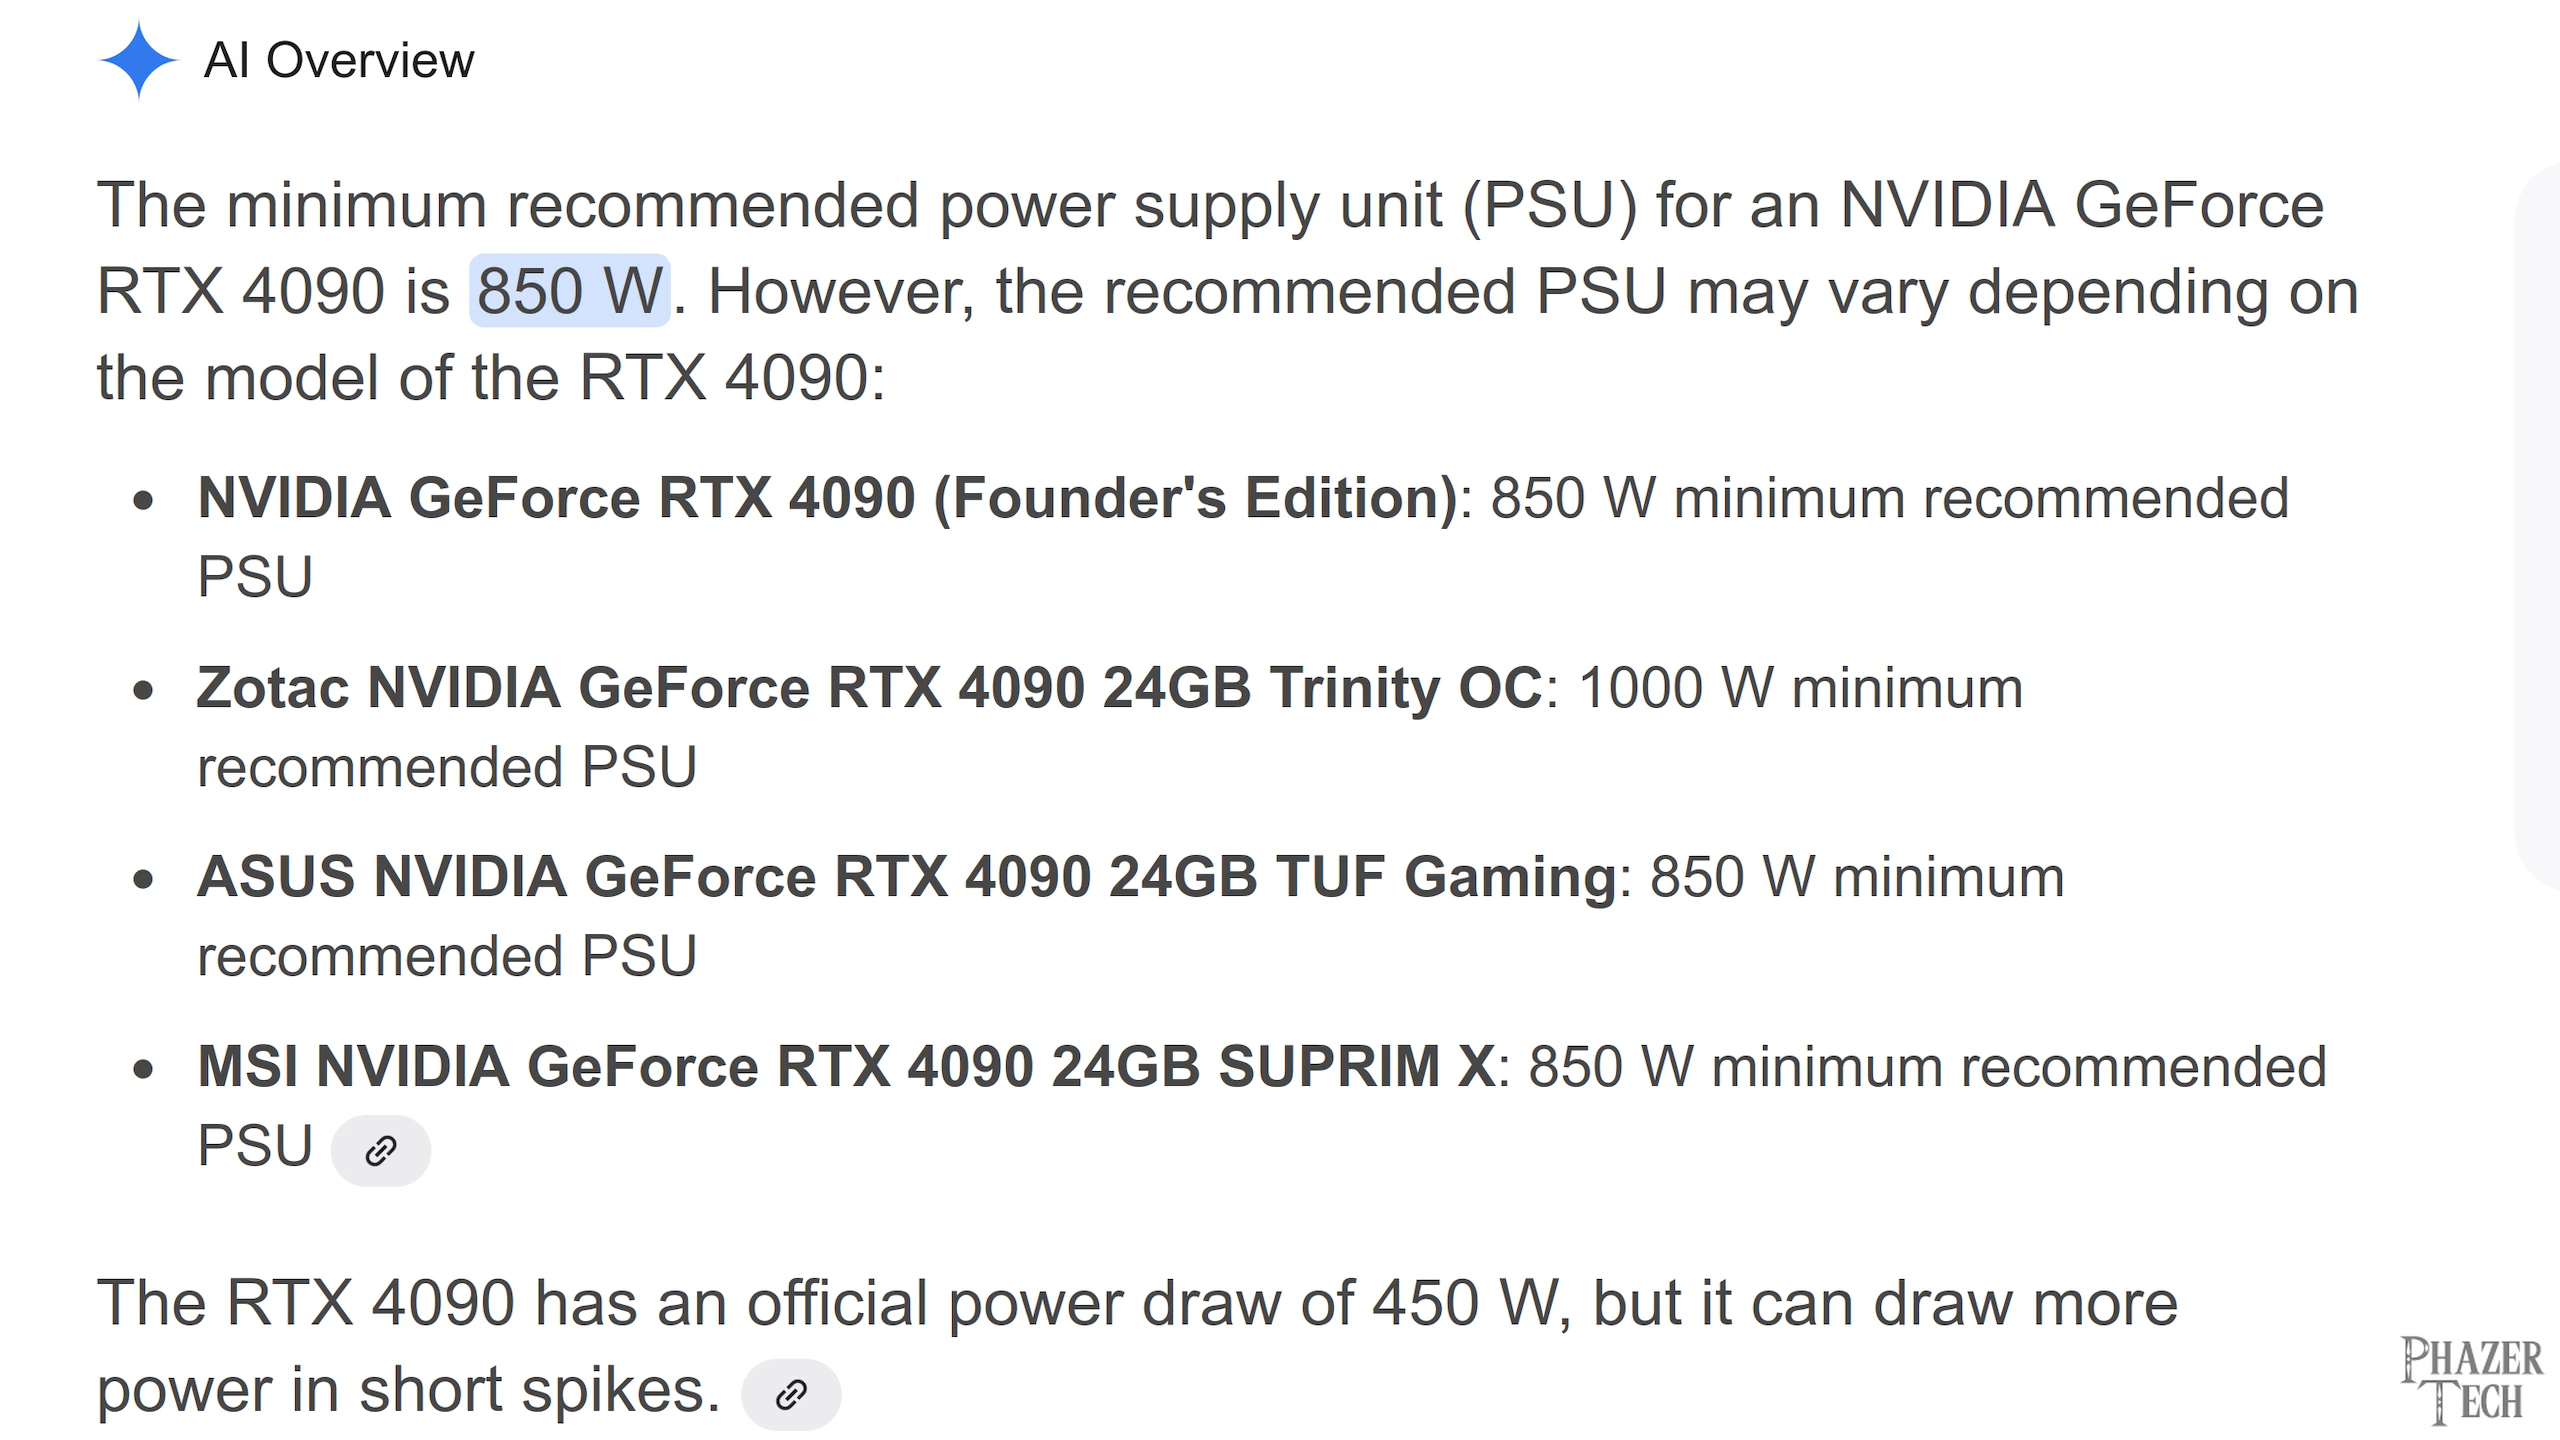 AI Overview
The minimum recommended power supply unit (PSU) for an NVIDIA GeForce
RTX 4090 is 850 W. However, the recommended PSU may vary depending on
the model of the RTX 4090:
• NVIDIA GeForce RTX 4090 (Founder's Edition): 850 W minimum recommended
PSU
• Zotac NVIDIA GeForce RTX 4090 24GB Trinity OC: 1000 W minimum
recommended PSU
• ASUS NVIDIA GeForce RTX 4090 24GB TUF Gaming: 850 W minimum
recommended PSU
• MSI NVIDIA GeForce RTX 4090 24GB SUPRIM X: 850 W minimum recommended
PSU
The RTX 4090 has an official power draw of 450 W, but it can draw more
power in short spikes.
PHAZER
TECH